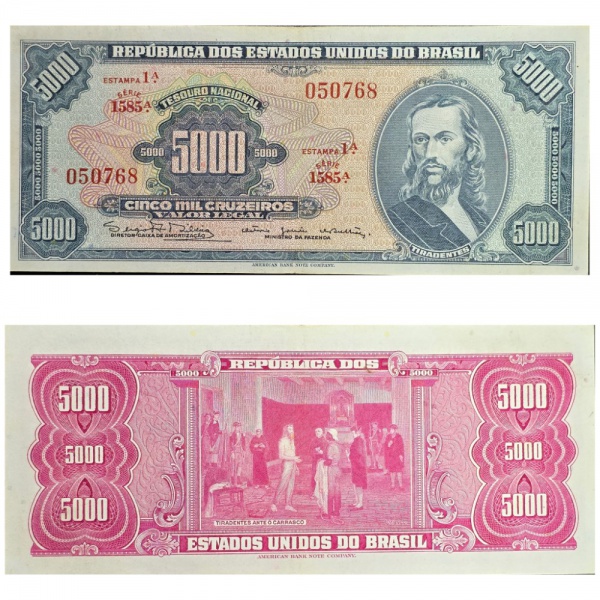 5000
REPÚBLICA DOS ESTADOS UNIDOS DO BRASIL
5000
ESTAMPA 1ª
SÉRIE
1585ª.
TESOURO NACIONAL
050768
5000 5000 5000
ESTAMPA 1ª
SÉRIE
1585ª.
050768
CINCO MIL CRUZEIROS
VALOR LEGAL
DIRETOR CAIXA DE AMORTIZAÇÃO
MINISTRO DA FAZENDA
TIRADENTES
5000
5000
AMERICAN BANK NOTE COMPANY.
REPÚBLICA DOS
5000
5000
5000
5000
5000
5000
5000
5000
TIRADENTES ANTE O CARRASCO
ESTADOS UNIDOS DO BRASIL
AMERICAN BANK NOTE COMPANY.